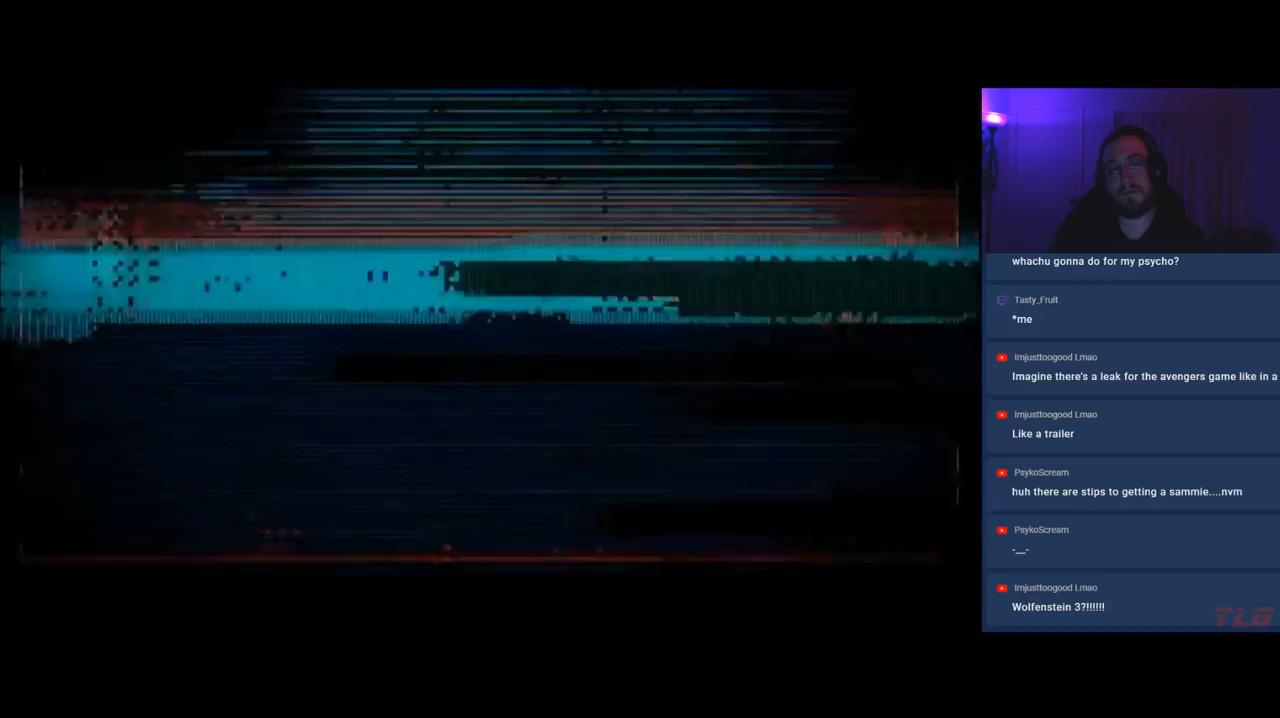 whachu gonna do for my psycho?
Tasty_Fruit
*me
Imjusttoogood Lmao
Imagine there's a leak for the avengers game like in a
Imjusttoogood Lmao
Like a trailer
PsykoScream
huh there are stips to getting a sammie....nvm
PsykoScream
-__-
Imjusttoogood Lmao
Wolfenstein 3?!!!!!!
TLG